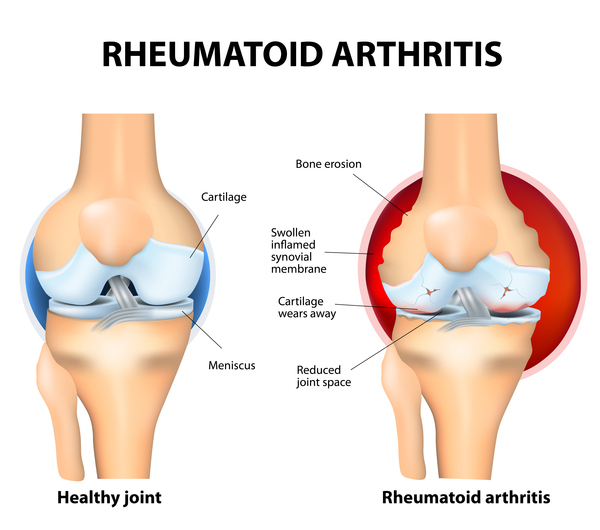 RHEUMATOID ARTHRITIS
Cartilage
Meniscus
Healthy joint
Bone erosion
Swollen
inflamed
synovial
membrane
Cartilage
wears away
Reduced
joint space
Rheumatoid arthritis